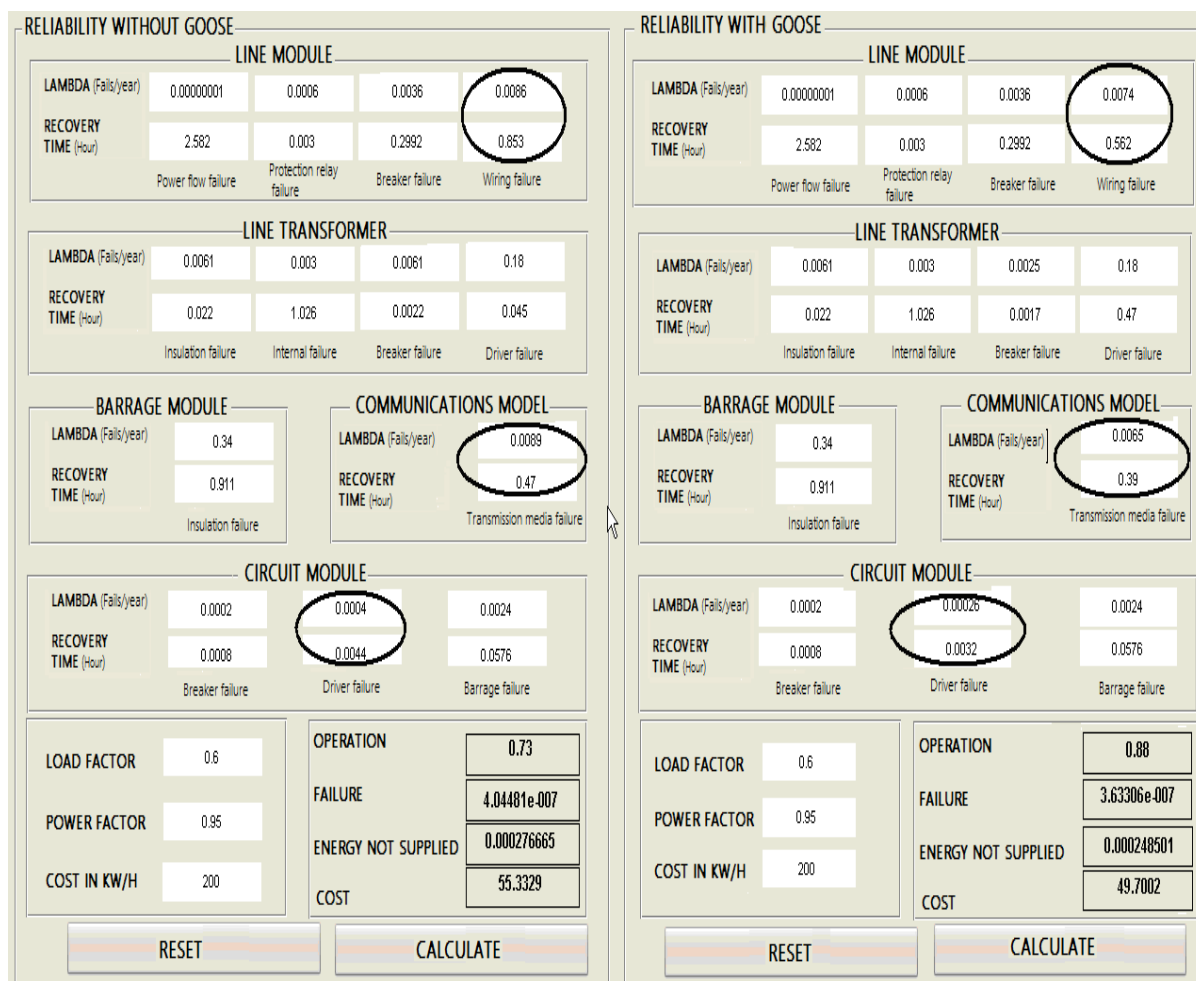 RELIABILITY WITHOUT GOOSE
LINE MODULE
LAMBDA (Fails/year) 0.00000001 0.0006 0.0036 0.0086
RECOVERY
TIME (Hour) 2.582 0.003 0.2992 0.853
Power flow failure Protection relay failure Breaker failure Wiring failure
LINE TRANSFORMER
LAMBDA (Fails/year) 0.0061 0.003 0.0061 0.18
RECOVERY
TIME (Hour) 0.022 1.026 0.0022 0.045
Insulation failure Internal failure Breaker failure Driver failure
BARRAGE MODULE
LAMBDA (Fails/year) 0.34
RECOVERY
TIME (Hour) 0.911
Insulation failure
COMMUNICATIONS MODEL
LAMBDA (Fails/year) 0.0089
RECOVERY
TIME (Hour) 0.47
Transmission media failure
CIRCUIT MODULE
LAMBDA (Fails/year) 0.0002 0.0004 0.0024
RECOVERY
TIME (Hour) 0.0008 0.0044 0.0576
Breaker failure Driver failure Barrage failure
LOAD FACTOR 0.6
POWER FACTOR 0.95
COST IN KW/H 200
OPERATION 0.73
FAILURE 4.04481e-007
ENERGY NOT SUPPLIED 0.000276665
COST 55.3329
RESET CALCULATE
RELIABILITY WITH GOOSE
LINE MODULE
LAMBDA (Fails/year) 0.00000001 0.0006 0.0036 0.0074
RECOVERY
TIME (Hour) 2.582 0.003 0.2992 0.562
Power flow failure Protection relay failure Breaker failure Wiring failure
LINE TRANSFORMER
LAMBDA (Fails/year) 0.0061 0.003 0.0025 0.18
RECOVERY
TIME (Hour) 0.022 1.026 0.0017 0.47
Insulation failure Internal failure Breaker failure Driver failure
BARRAGE MODULE
LAMBDA (Fails/year) 0.34
RECOVERY
TIME (Hour) 0.911
Insulation failure
COMMUNICATIONS MODEL
LAMBDA (Fails/year) 0.0065
RECOVERY
TIME (Hour) 0.39
Transmission media failure
CIRCUIT MODULE
LAMBDA (Fails/year) 0.0002 0.00026 0.0024
RECOVERY
TIME (Hour) 0.0008 0.0032 0.0576
Breaker failure Driver failure Barrage failure
LOAD FACTOR 0.6
POWER FACTOR 0.95
COST IN KW/H 200
OPERATION 0.88
FAILURE 3.63306e-007
ENERGY NOT SUPPLIED 0.000248501
COST 49.7002
RESET CALCULATE